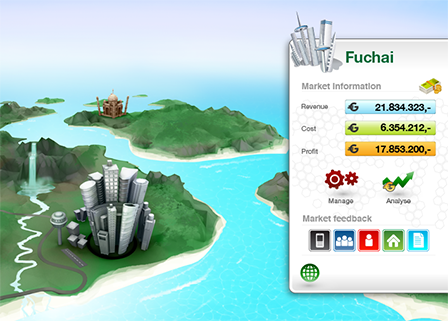 Fuchai
Market Information
Revenue 21.834.323,-
Cost 6.354.212,-
Profit 17.853.200,-
Manage Analyse
Market feedback